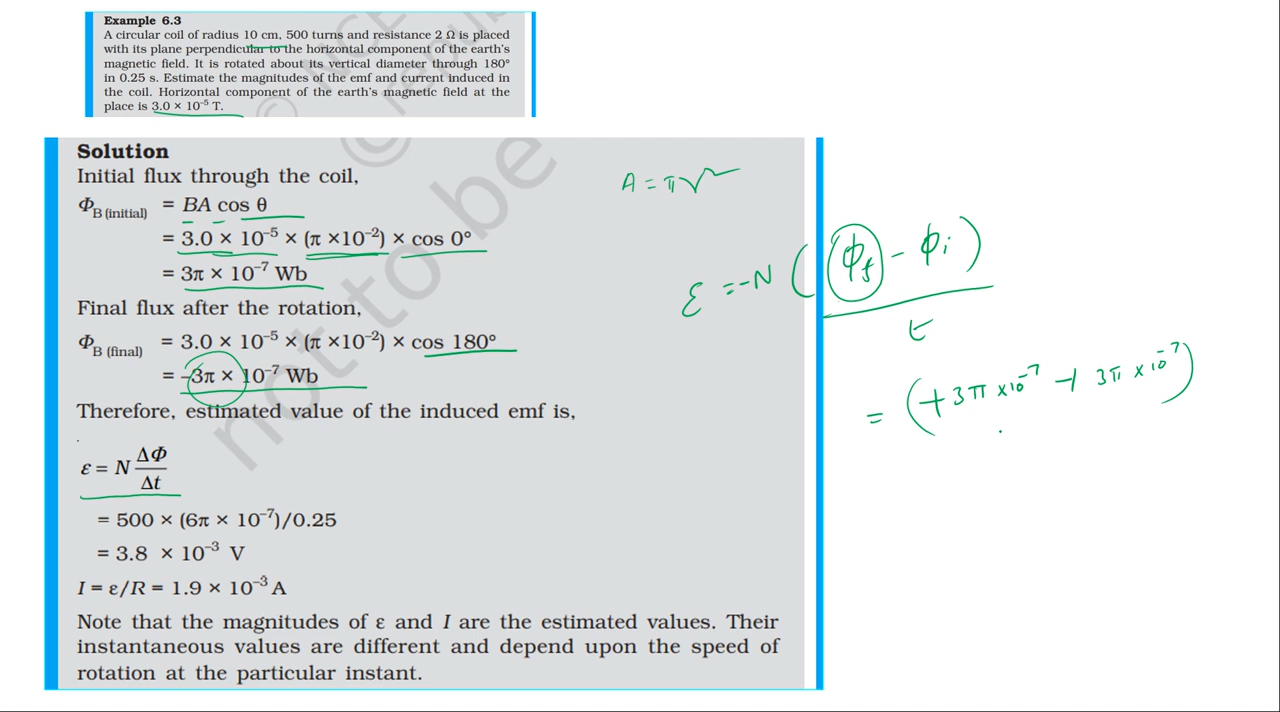 Example 6.3
A circular coil of radius 10 cm, 500 turns and resistance 2 Ω is placed
with its plane perpendicular to the horizontal component of the earth's
magnetic field. It is rotated about its vertical diameter through 180°
in 0.25 s. Estimate the magnitudes of the emf and current induced in
the coil. Horizontal component of the earth's magnetic field at the
place is 3.0 × 10⁻⁵ T.
Solution
Initial flux through the coil,
Φ_B (initial) = BA cos θ
= 3.0 × 10⁻⁵ × (π ×10⁻²) × cos 0°
= 3π × 10⁻⁷ Wb
Final flux after the rotation,
Φ_B (final) = 3.0 × 10⁻⁵ × (π ×10⁻²) × cos 180°
= –3π × 10⁻⁷ Wb
Therefore, estimated value of the induced emf is,
ε = N ΔΦ/Δt
= 500 × (6π × 10⁻⁷)/0.25
= 3.8 × 10⁻³ V
I = ε/R = 1.9 × 10⁻³ A
Note that the magnitudes of ε and I are the estimated values. Their
instantaneous values are different and depend upon the speed of
rotation at the particular instant.
A = π r²
ε = -N (ϕf - ϕi)
t
= (+3π × 10⁻⁷ + 3π × 10⁻⁷)
not to be